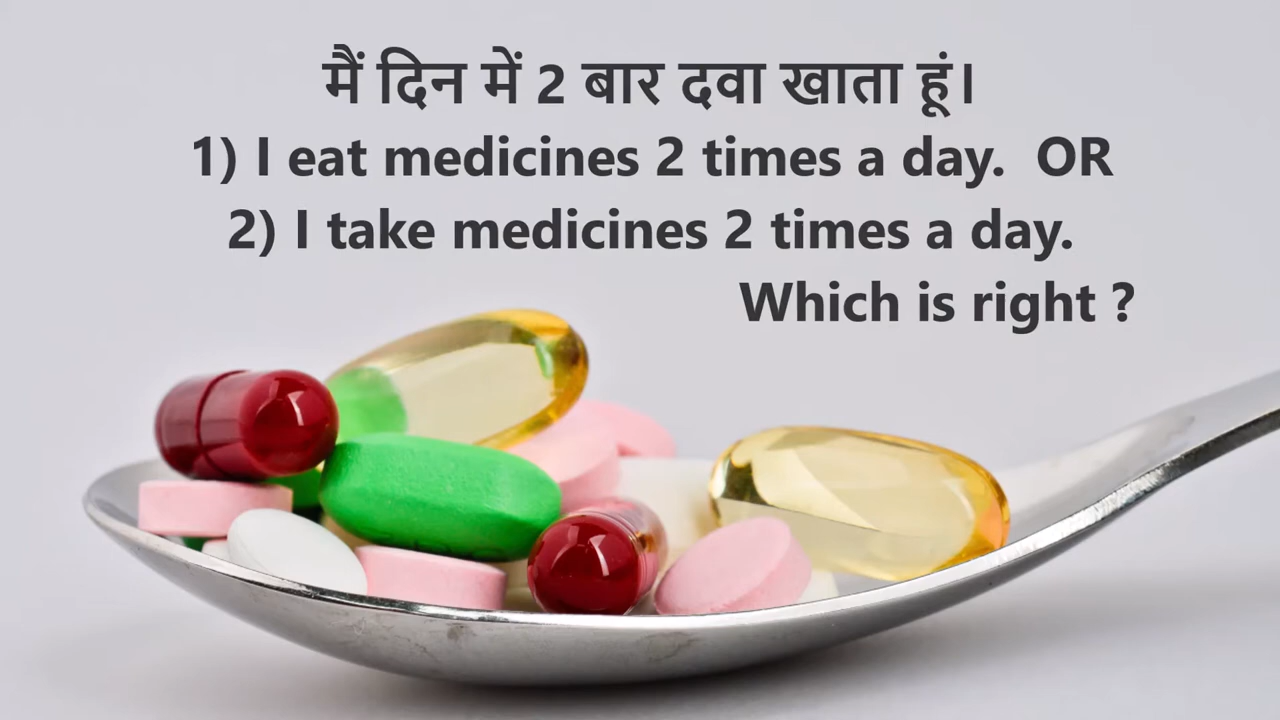 मैं दिन में 2 बार दवा खाता हूं।
1) I eat medicines 2 times a day. OR
2) I take medicines 2 times a day.
Which is right ?